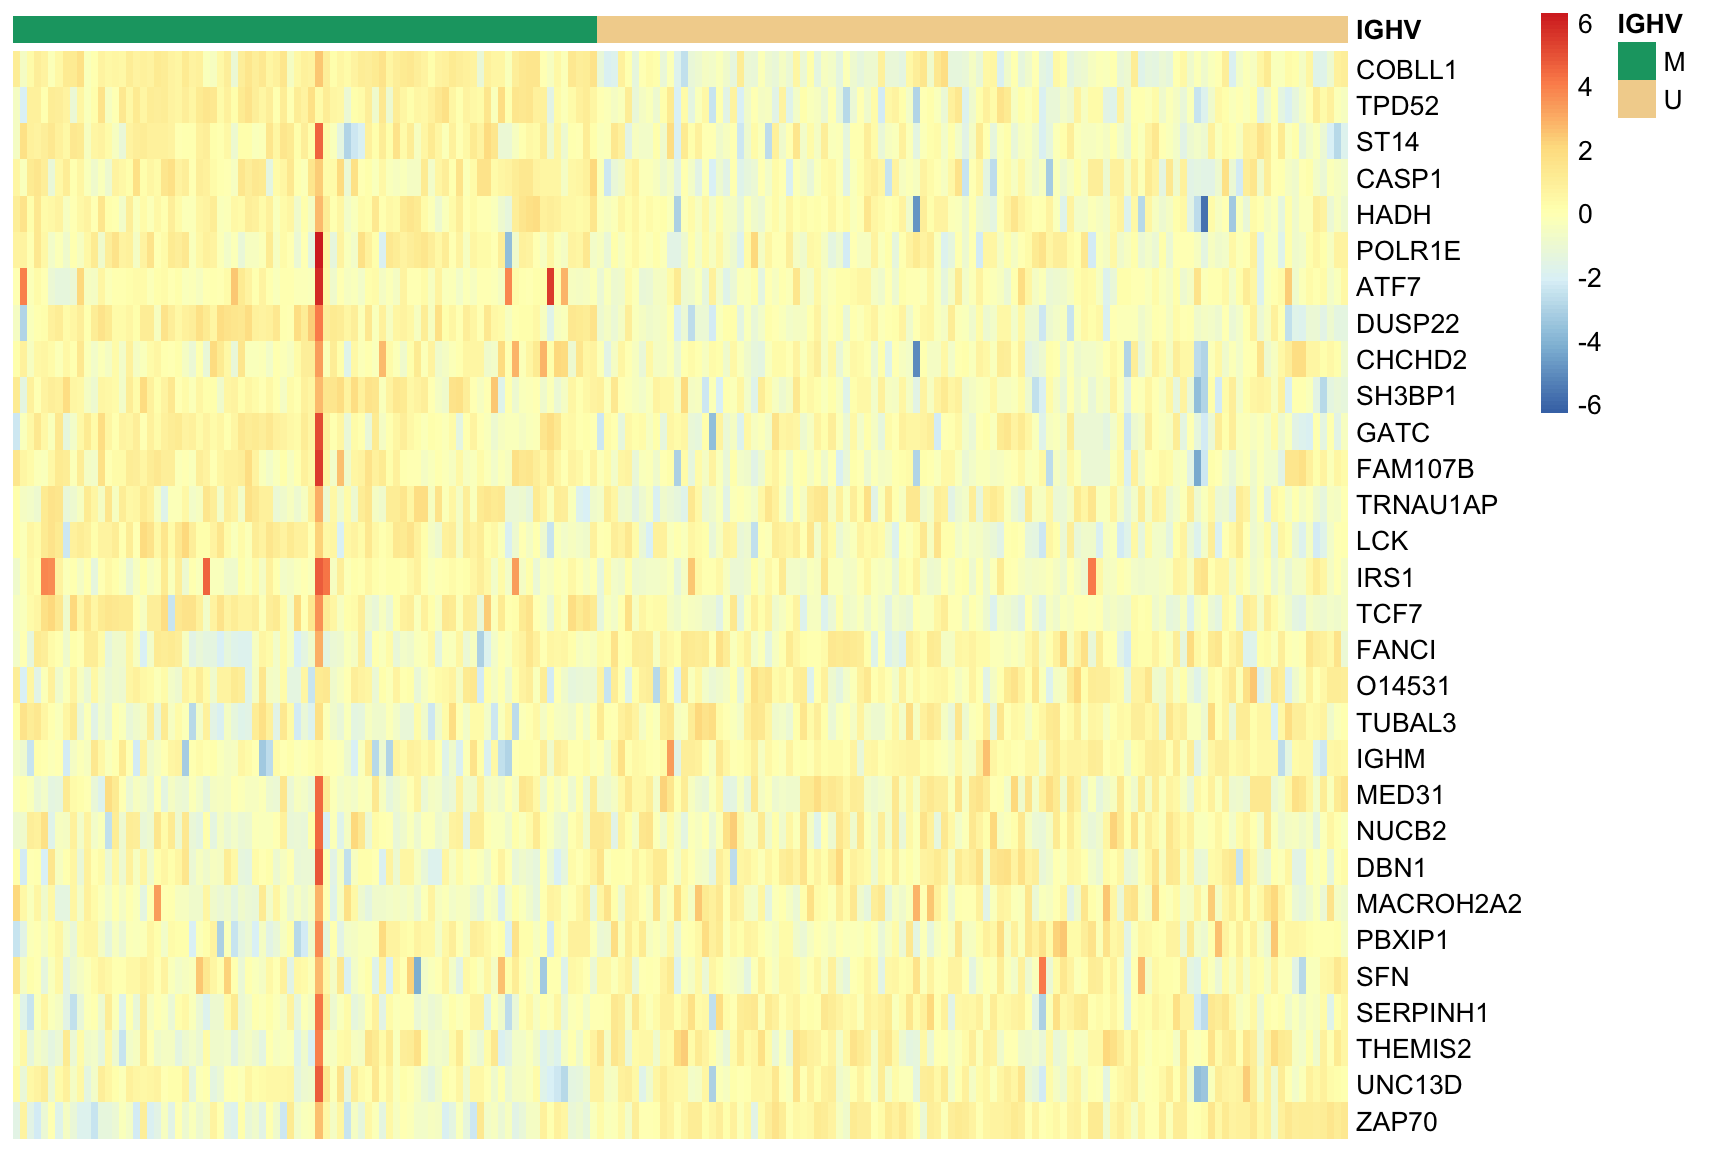 IGHV
COBLL1
TPD52
ST14
CASP1
HADH
POLR1E
ATF7
DUSP22
CHCHD2
SH3BP1
GATC
FAM107B
TRNAU1AP
LCK
IRS1
TCF7
FANCI
O14531
TUBAL3
IGHM
MED31
NUCB2
DBN1
MACROH2A2
PBXIP1
SFN
SERPINH1
THEMIS2
UNC13D
ZAP70
6
4
2
0
-2
-4
-6
IGHV
M
U